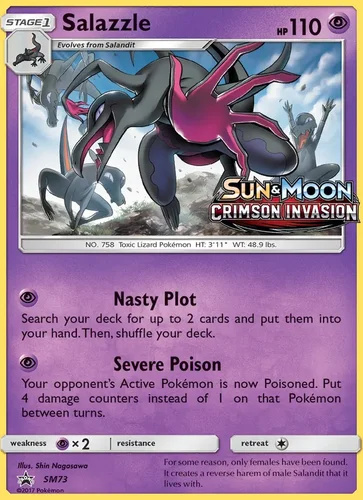 STAGE 1 Salazzle HP 110
Evolves from Salandit
SUN & MOON
CRIMSON INVASION
NO. 758 Toxic Lizard Pokémon HT: 3'11" WT: 48.9 lbs.
Nasty Plot
Search your deck for up to 2 cards and put them into
your hand. Then, shuffle your deck.
Severe Poison
Your opponent's Active Pokémon is now Poisoned. Put
4 damage counters instead of 1 on that Pokémon
between turns.
weakness × 2 resistance retreat
Illus. Shin Nagasawa
SM73
©2017 Pokémon
For some reason, only females have been found.
It creates a reverse harem of male Salandit that it
lives with.